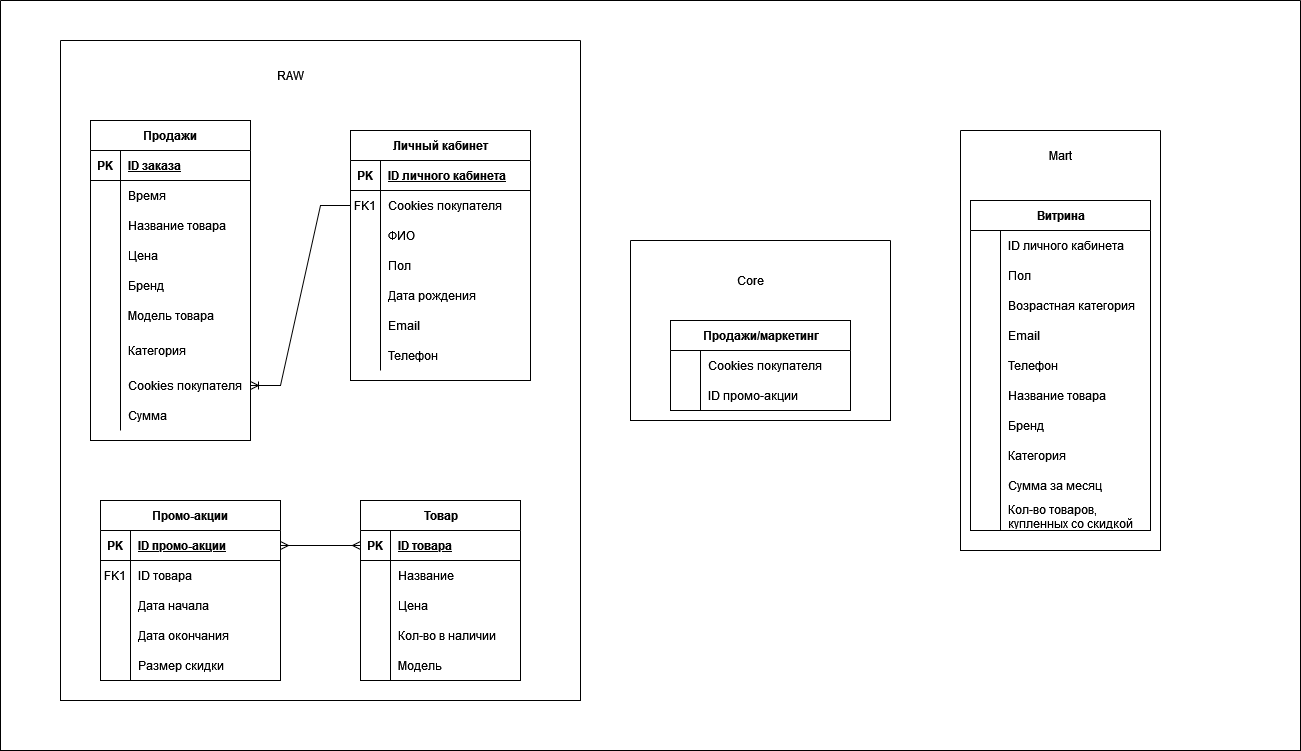 RAW
Продажи
PK ID заказа
Время
Название товара
Цена
Бренд
Модель товара
Категория
Cookies покупателя
Сумма
Личный кабинет
PK ID личного кабинета
FK1 Cookies покупателя
ФИО
Пол
Дата рождения
Email
Телефон
Промо-акции
PK ID промо-акции
FK1 ID товара
Дата начала
Дата окончания
Размер скидки
Товар
PK ID товара
Название
Цена
Кол-во в наличии
Модель
Core
Продажи/маркетинг
Cookies покупателя
ID промо-акции
Mart
Витрина
ID личного кабинета
Пол
Возрастная категория
Email
Телефон
Название товара
Бренд
Категория
Сумма за месяц
Кол-во товаров,
купленных со скидкой